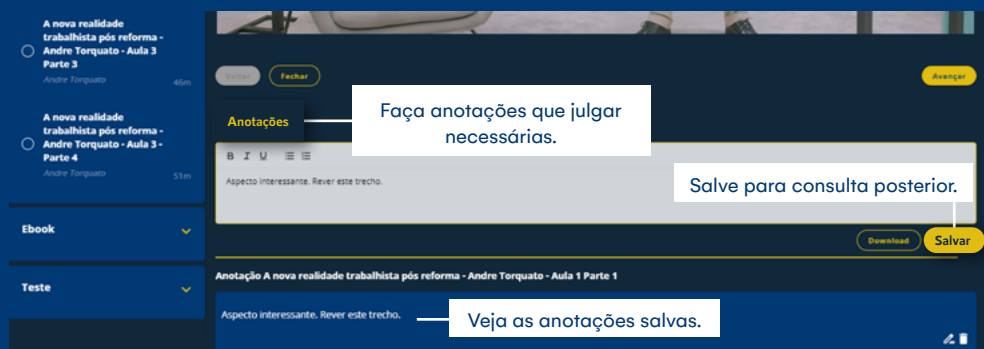 A nova realidade
trabalhista pós reforma -
Andre Torquato - Aula 3
Parte 3
Andre Torquato 46m
A nova realidade
trabalhista pós reforma -
Andre Torquato - Aula 3 -
Parte 4
Andre Torquato 51m
Ebook
Teste
Voltar Fechar Avançar
Anotações
Faça anotações que julgar
necessárias.
B I U
Aspecto interessante. Rever este trecho.
Salve para consulta posterior.
Download Salvar
Anotação A nova realidade trabalhista pós reforma - Andre Torquato - Aula 1 Parte 1
Aspecto interessante. Rever este trecho.
Veja as anotações salvas.